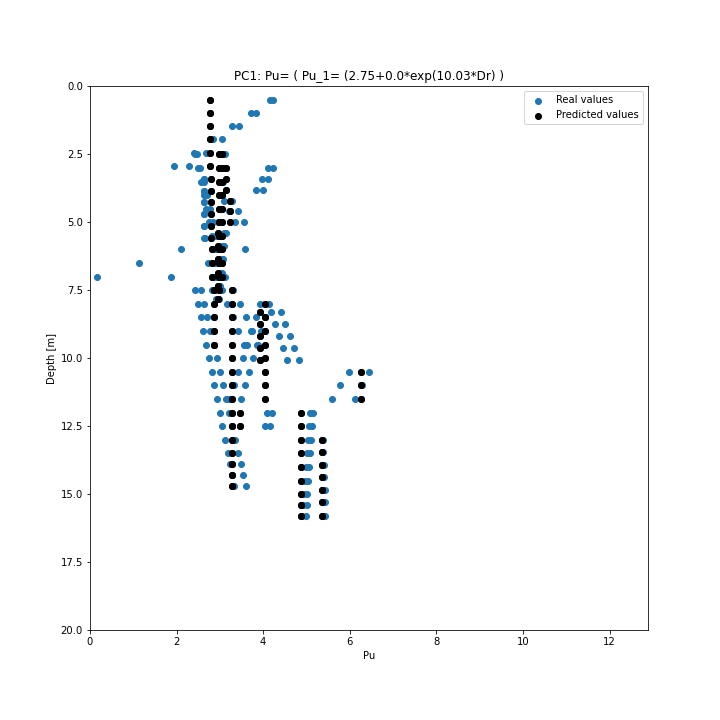 PC1: Pu= ( Pu_1= (2.75+0.0*exp(10.03*Dr) )
Real values
Predicted values
0.0
2.5
5.0
7.5
10.0
12.5
15.0
17.5
20.0
Depth [m]
0 2 4 6 8 10 12
Pu